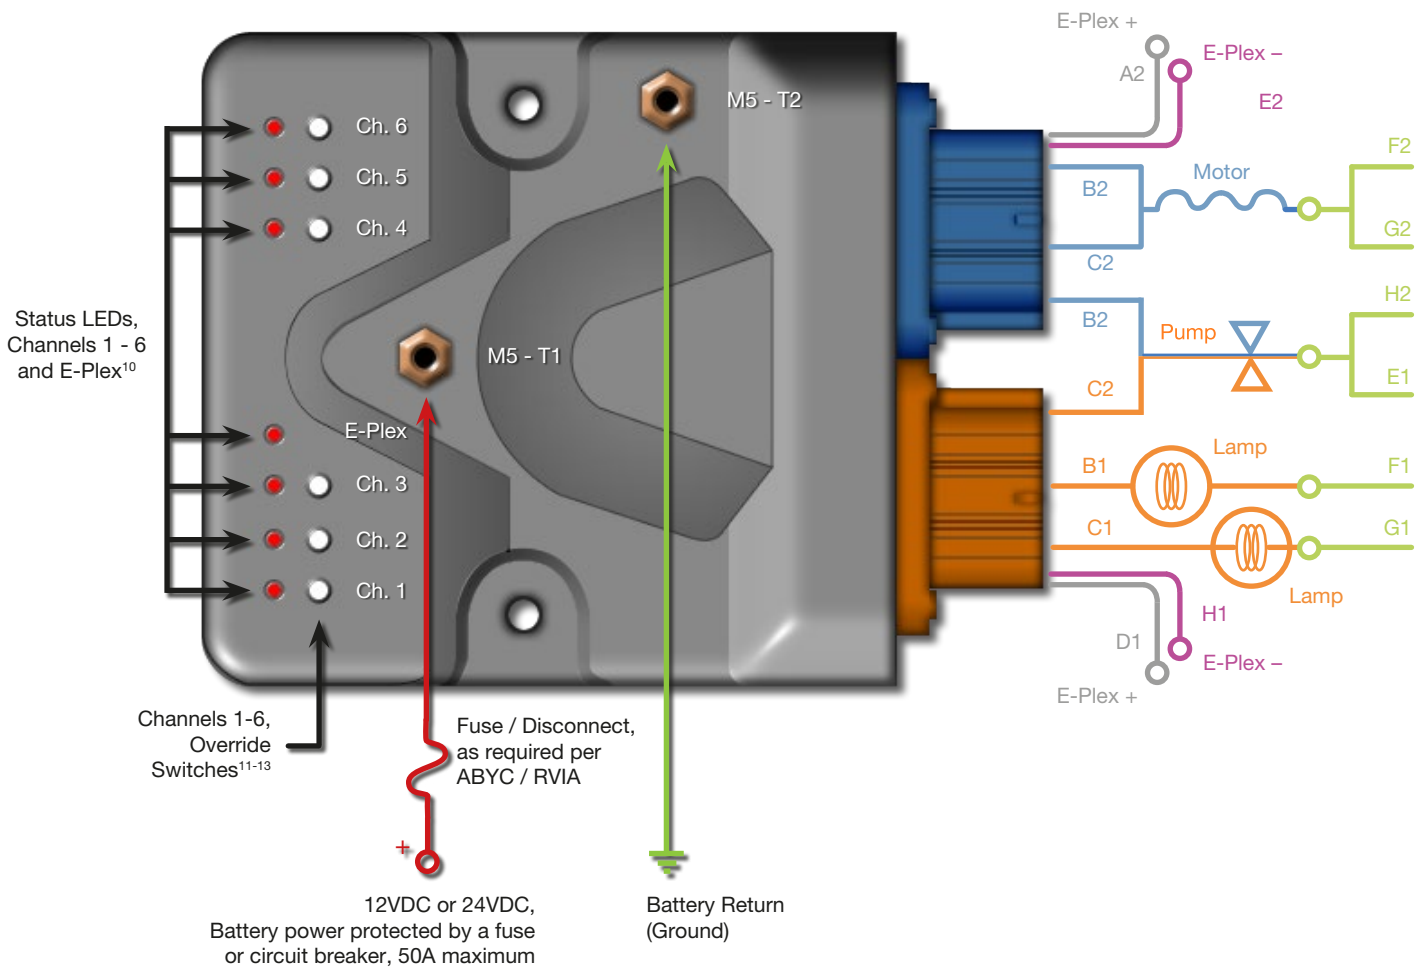 E-Plex +
E-Plex –
A2
E2
M5 - T2
Ch. 6
Ch. 5
Ch. 4
F2
B2
Motor
G2
C2
H2
B2
Pump
C2
E1
Status LEDs,
Channels 1 - 6
and E-Plex10
M5 - T1
E-Plex
Ch. 3
Ch. 2
Ch. 1
Lamp
B1
F1
C1
G1
Lamp
H1
D1
E-Plex –
E-Plex +
Channels 1-6,
Override
Switches11-13
Fuse / Disconnect,
as required per
ABYC / RVIA
+
12VDC or 24VDC,
Battery power protected by a fuse
or circuit breaker, 50A maximum
Battery Return
(Ground)